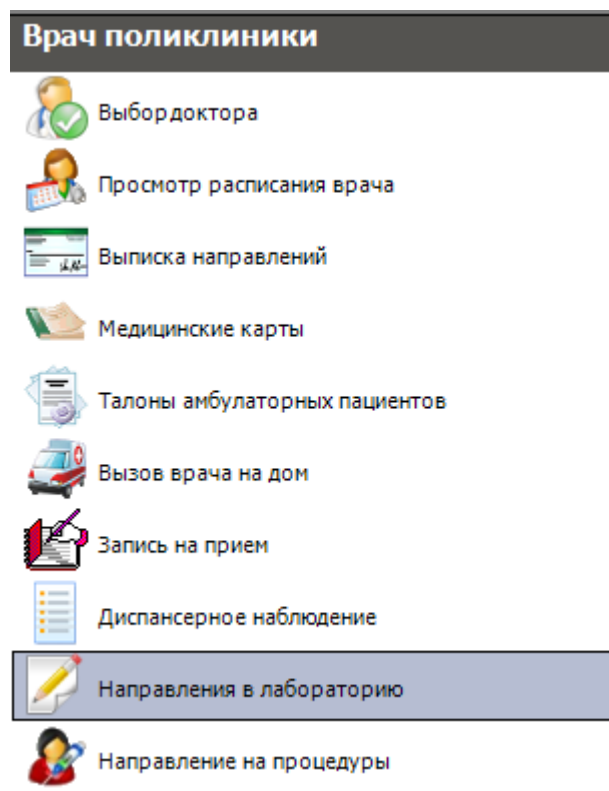 Врач поликлиники
Выбор доктора
Просмотр расписания врача
Выписка направлений
Медицинские карты
Талоны амбулаторных пациентов
Вызов врача на дом
Запись на прием
Диспансерное наблюдение
Направления в лабораторию
Направление на процедуры